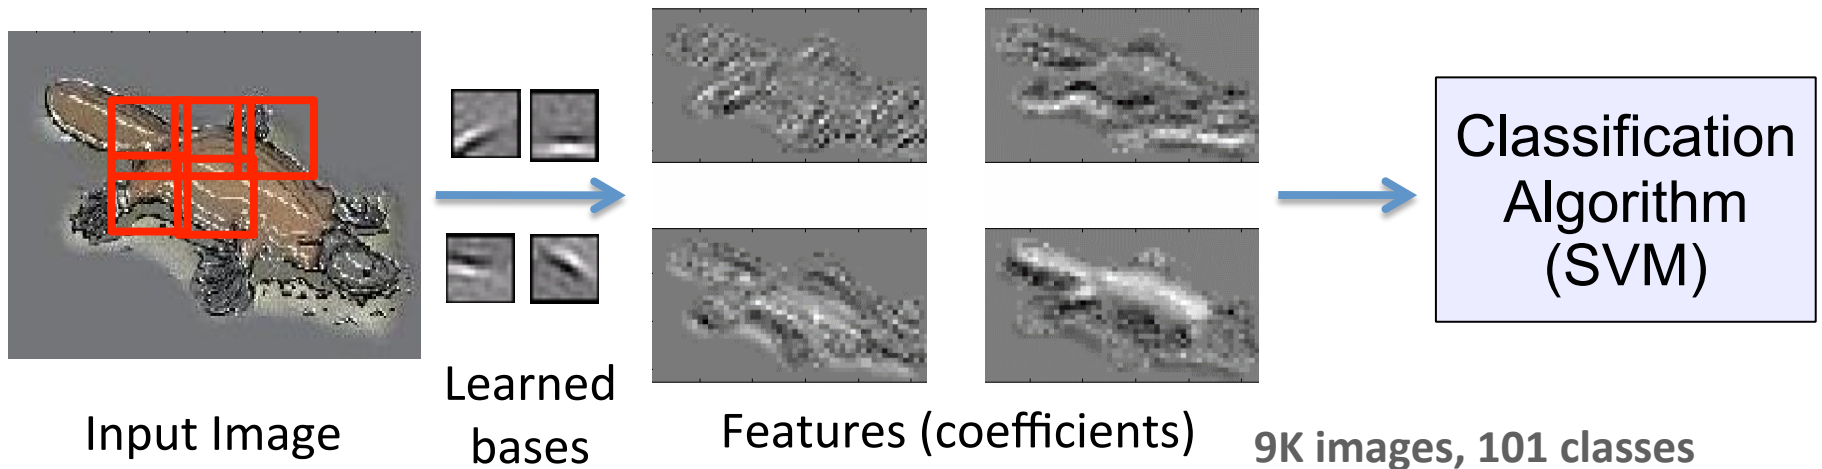 Input Image
Learned
bases
Features (coefficients)
Classification
Algorithm
(SVM)
9K images, 101 classes